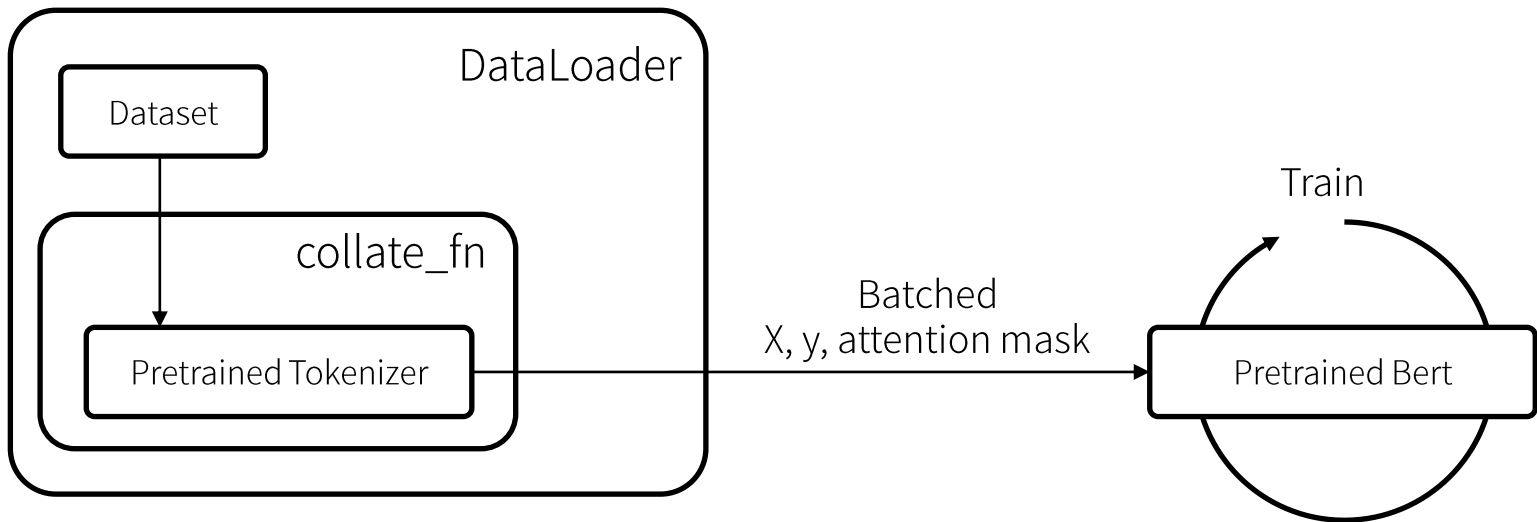 DataLoader
Dataset
collate_fn
Pretrained Tokenizer
Batched
X, y, attention mask
Train
Pretrained Bert